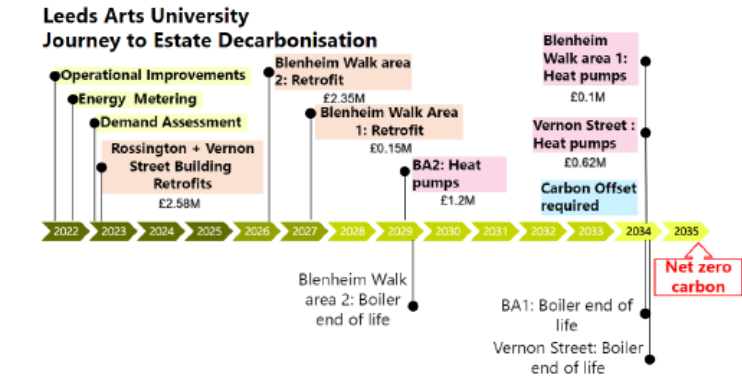 Leeds Arts University
Journey to Estate Decarbonisation
Operational Improvements
Energy Metering
Demand Assessment
Rossington + Vernon
Street Building
Retrofits
£2.58M
Blenheim Walk area
2: Retrofit
£2.35M
Blenheim Walk Area
1: Retrofit
£0.15M
BA2: Heat
pumps
£1.2M
Blenheim
Walk area 1:
Heat pumps
£0.1M
Vernon Street :
Heat pumps
£0.62M
Carbon Offset
required
2022
2023
2024
2025
2026
2027
2028
2029
2030
2031
2032
2033
2034
2035
Net zero
carbon
Blenheim Walk
area 2: Boiler
end of life
BA1: Boiler end of
life
Vernon Street: Boiler
end of life